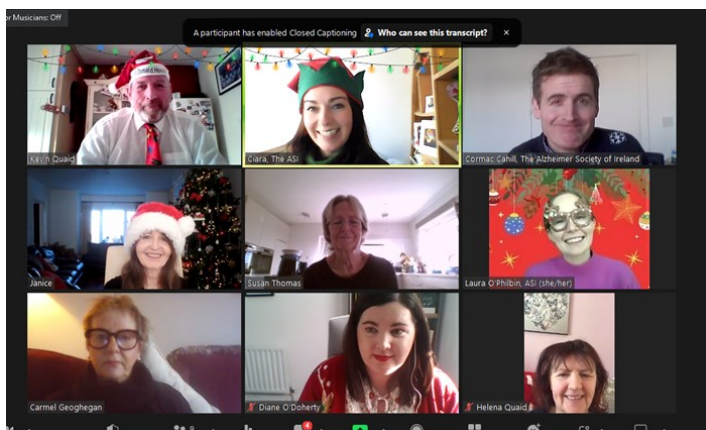 or Musicians: Off
A participant has enabled Closed Captioning Who can see this transcript? ×
Kevin Quaid
Ciara, The ASI
Cormac Cahill, The Alzheimer Society of Ireland
Janice
Susan Thomas
Laura O'Philbin, ASI (she/her)
Carmel Geoghegan
Diane O'Doherty
Helena Quaid
4